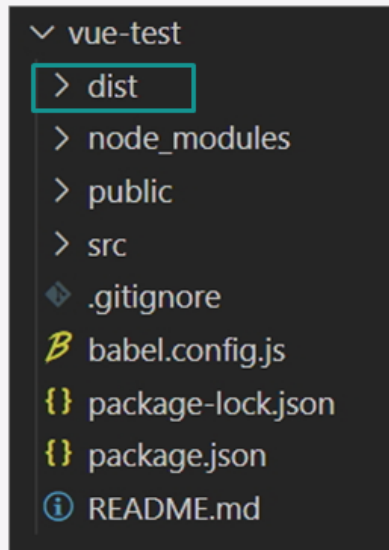 vue-test
dist
node_modules
public
src
.gitignore
babel.config.js
package-lock.json
package.json
README.md